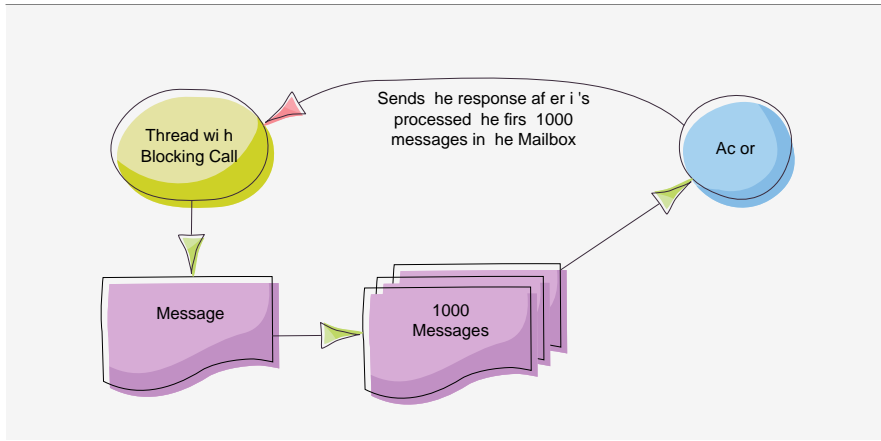 Sends he response af er i 's
processed he firs 1000
messages in he Mailbox
Thread wi h
Blocking Call
Ac or
Message
1000
Messages